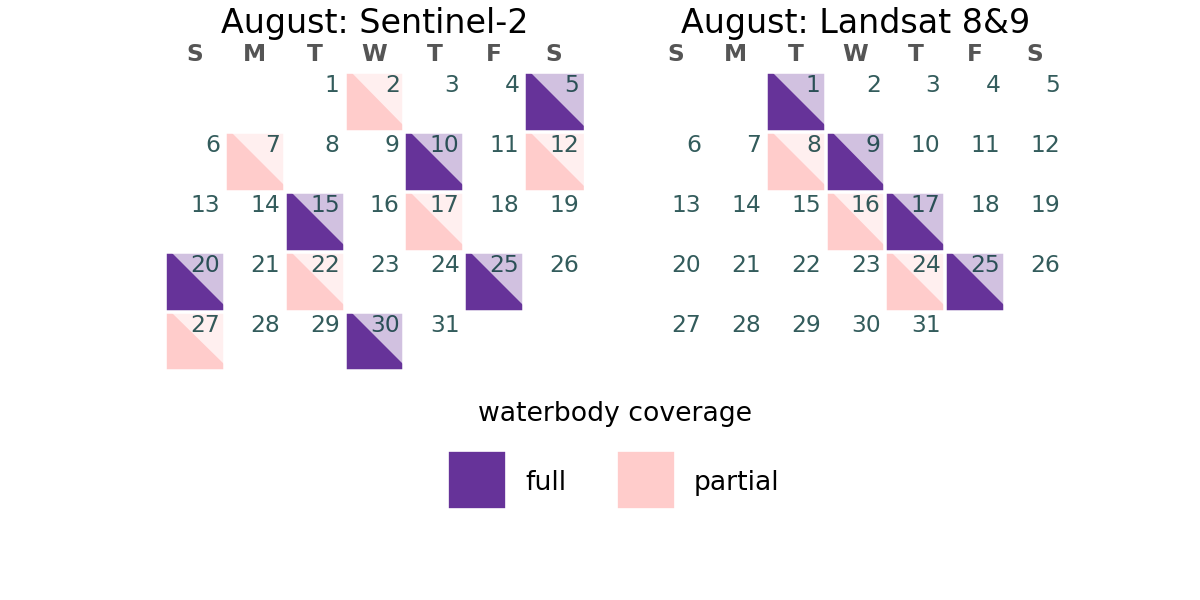 August: Sentinel-2
S M T W T F S
1 2 3 4 5
6 7 8 9 10 11 12
13 14 15 16 17 18 19
20 21 22 23 24 25 26
27 28 29 30 31
August: Landsat 8&9
S M T W T F S
1 2 3 4 5
6 7 8 9 10 11 12
13 14 15 16 17 18 19
20 21 22 23 24 25 26
27 28 29 30 31
waterbody coverage
full
partial